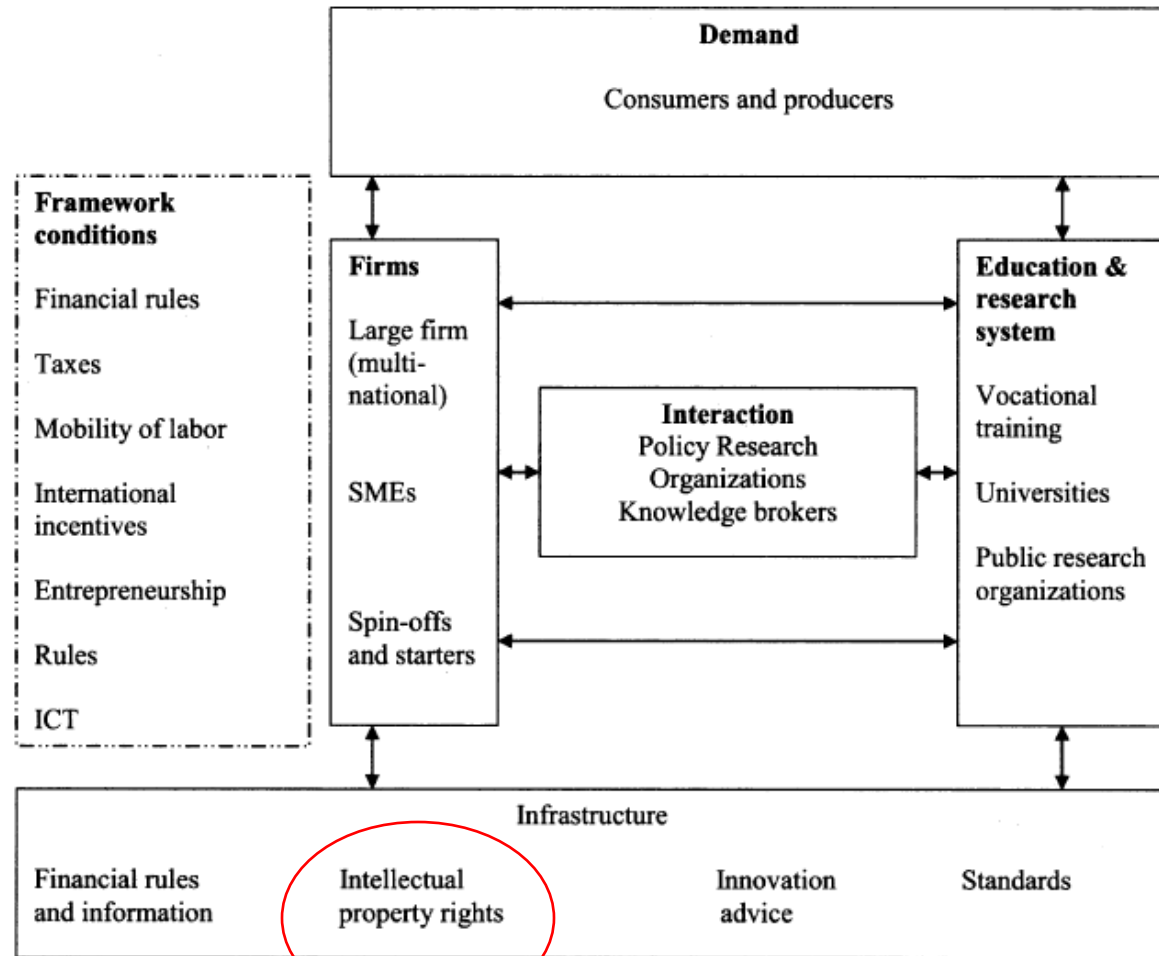 Demand
Consumers and producers
Framework
conditions
Financial rules
Taxes
Mobility of labor
International
incentives
Entrepreneurship
Rules
ICT
Firms
Large firm
(multi-
national)
SMEs
Spin-offs
and starters
Interaction
Policy Research
Organizations
Knowledge brokers
Education &
research
system
Vocational
training
Universities
Public research
organizations
Infrastructure
Financial rules
and information
Intellectual
property rights
Innovation
advice
Standards